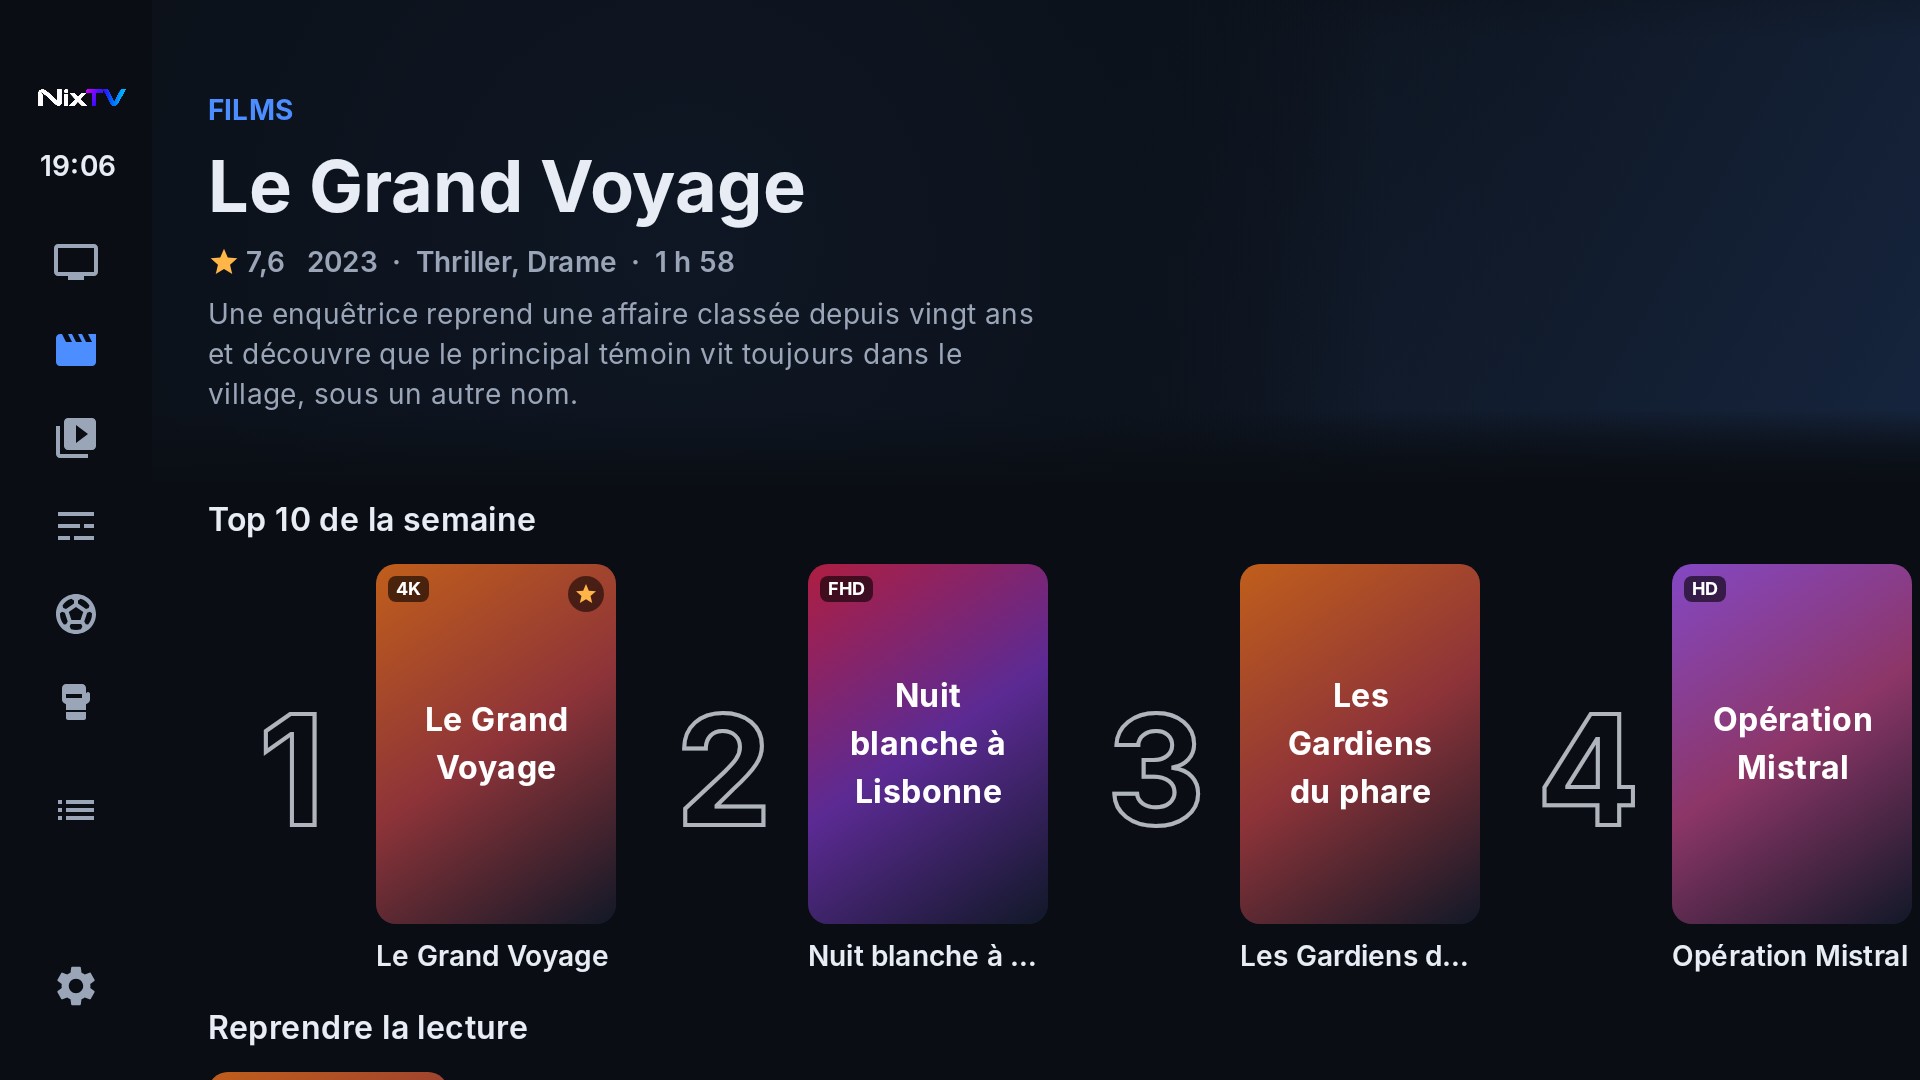 NixTV
19:06
FILMS
Le Grand Voyage
7,6 2023 · Thriller, Drame · 1 h 58
Une enquêtrice reprend une affaire classée depuis vingt ans
et découvre que le principal témoin vit toujours dans le
village, sous un autre nom.
Top 10 de la semaine
1
4K
Le Grand
Voyage
Le Grand Voyage
2
FHD
Nuit
blanche à
Lisbonne
Nuit blanche à ...
3
Les
Gardiens
du phare
Les Gardiens d...
4
HD
Opération
Mistral
Opération Mistral
Reprendre la lecture